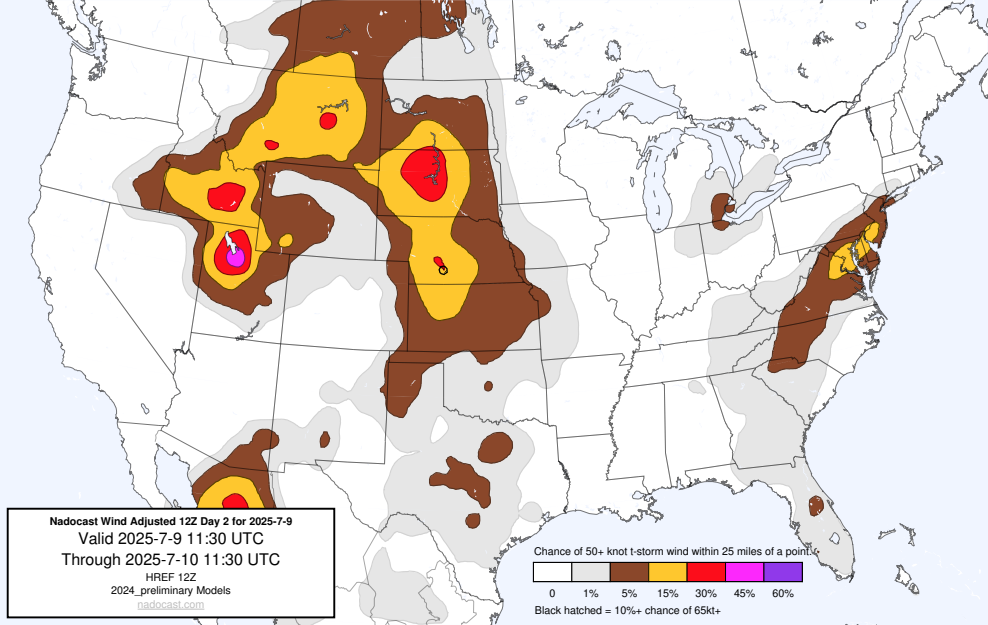 Nadocast Wind Adjusted 12Z Day 2 for 2025-7-9
Valid 2025-7-9 11:30 UTC
Through 2025-7-10 11:30 UTC
HREF 12Z
2024_preliminary Models
nadocast.com
Chance of 50+ knot t-storm wind within 25 miles of a point.
0 1% 5% 15% 30% 45% 60%
Black hatched = 10%+ chance of 65kt+